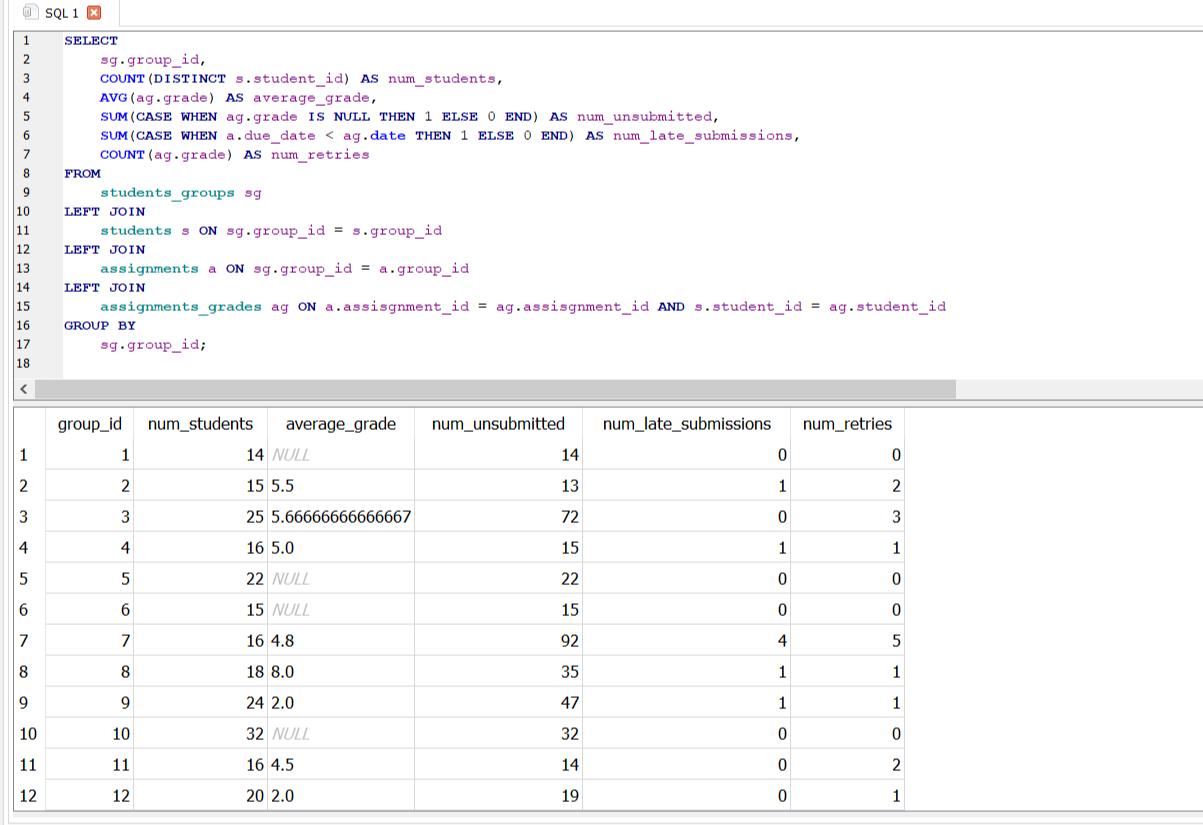 SQL 1
1 SELECT
2 sg.group_id,
3 COUNT(DISTINCT s.student_id) AS num_students,
4 AVG(ag.grade) AS average_grade,
5 SUM(CASE WHEN ag.grade IS NULL THEN 1 ELSE 0 END) AS num_unsubmitted,
6 SUM(CASE WHEN a.due_date < ag.date THEN 1 ELSE 0 END) AS num_late_submissions,
7 COUNT(ag.grade) AS num_retries
8 FROM
9 students_groups sg
10 LEFT JOIN
11 students s ON sg.group_id = s.group_id
12 LEFT JOIN
13 assignments a ON sg.group_id = a.group_id
14 LEFT JOIN
15 assignments_grades ag ON a.assisgnment_id = ag.assisgnment_id AND s.student_id = ag.student_id
16 GROUP BY
17 sg.group_id;
18
group_id num_students average_grade num_unsubmitted num_late_submissions num_retries
1 1 14 NULL 14 0 0
2 2 15 5.5 13 1 2
3 3 25 5.66666666666667 72 0 3
4 4 16 5.0 15 1 1
5 5 22 NULL 22 0 0
6 6 15 NULL 15 0 0
7 7 16 4.8 92 4 5
8 8 18 8.0 35 1 1
9 9 24 2.0 47 1 1
10 10 32 NULL 32 0 0
11 11 16 4.5 14 0 2
12 12 20 2.0 19 0 1